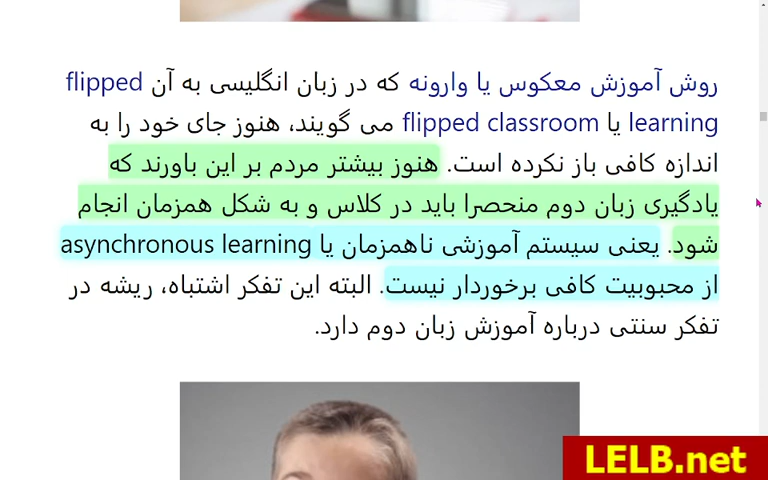 روش آموزش معکوس یا وارونه که در زبان انگلیسی به آن flipped
learning یا flipped classroom می گویند، هنوز جای خود را به
اندازه کافی باز نکرده است. هنوز بیشتر مردم بر این باورند که
یادگیری زبان دوم منحصرا باید در کلاس و به شکل همزمان انجام
شود. یعنی سیستم آموزشی ناهمزمان یا asynchronous learning
از محبوبیت کافی برخوردار نیست. البته این تفکر اشتباه، ریشه در
تفکر سنتی درباره آموزش زبان دوم دارد.
LELB.net